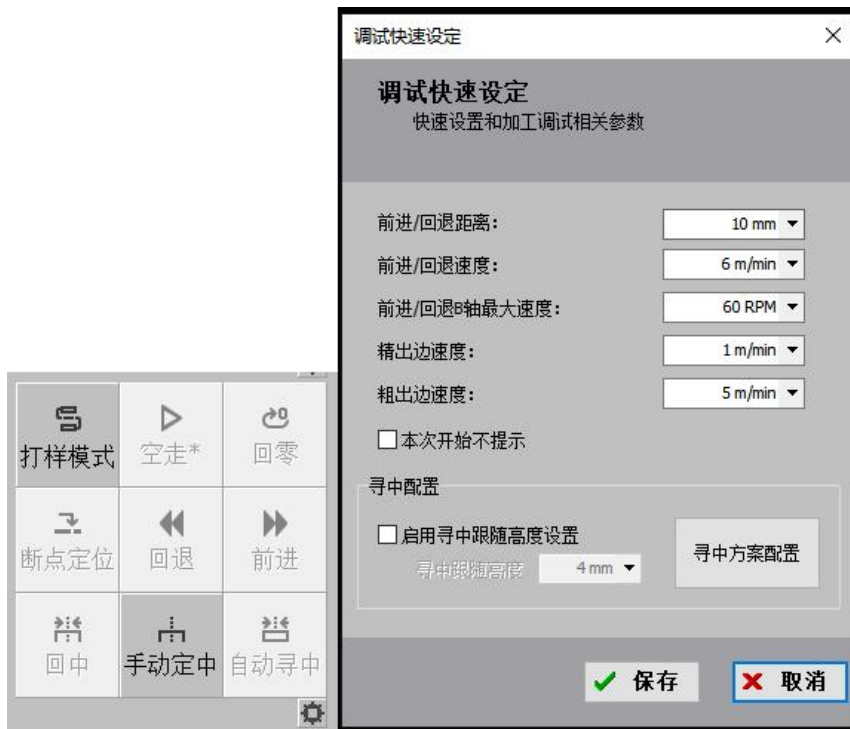 调试快速设定
调试快速设定
快速设置和加工调试相关参数
前进/回退距离： 10 mm
前进/回退速度： 6 m/min
前进/回退B轴最大速度： 60 RPM
精出边速度： 1 m/min
粗出边速度： 5 m/min
本次开始不提示
寻中配置
启用寻中跟随高度设置
寻中跟随高度 4 mm
寻中方案配置
保存 取消
打样模式 空走* 回零
断点定位 回退 前进
回中 手动定中 自动寻中